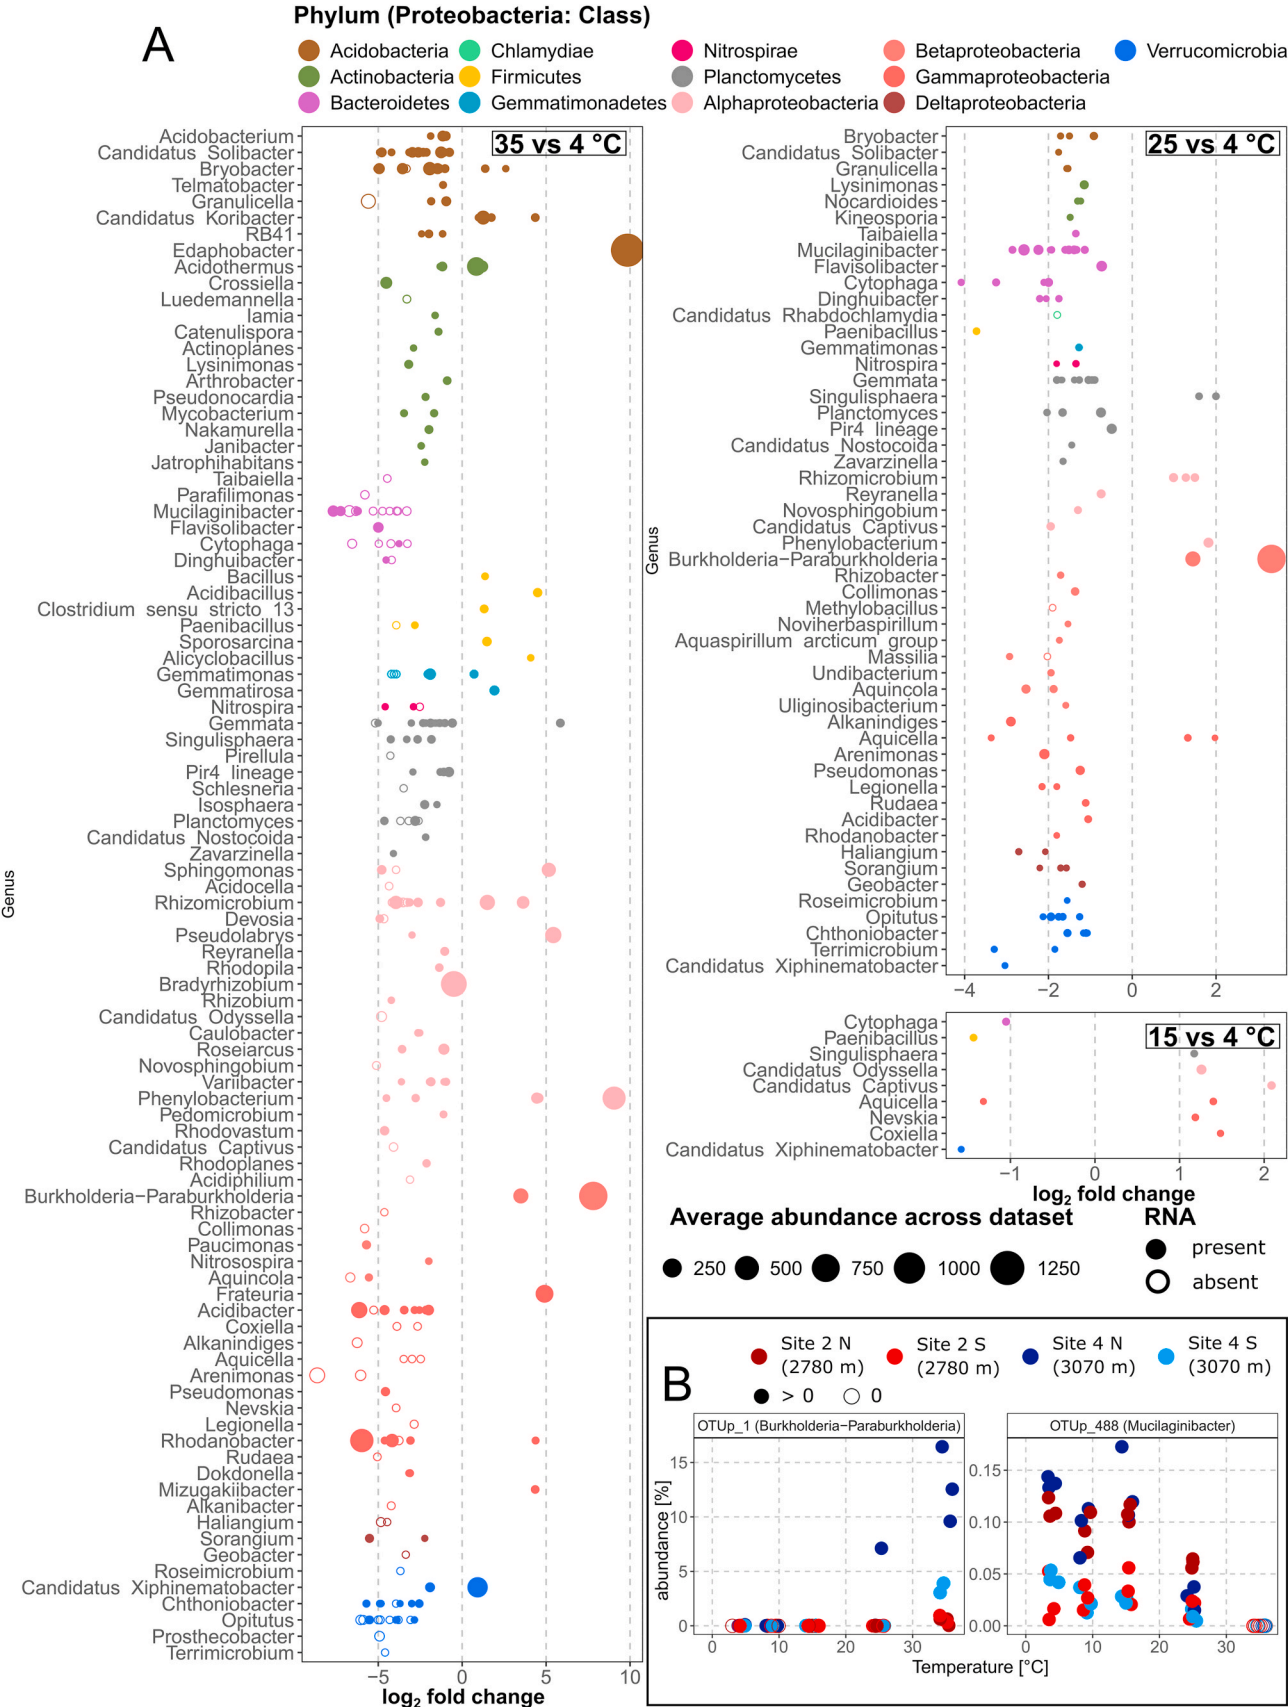 Phylum (Proteobacteria: Class)
A
Acidobacteria Chlamydiae Nitrospirae Betaproteobacteria Verrucomicrobia
Actinobacteria Firmicutes Planctomycetes Gammaproteobacteria
Bacteroidetes Gemmatimonadetes Alphaproteobacteria Deltaproteobacteria
35 vs 4 °C
Genus
Acidobacterium
Candidatus Solibacter
Bryobacter
Telmatobacter
Granulicella
Candidatus Koribacter
RB41
Edaphobacter
Acidothermus
Crossiella
Luedemannella
Iamia
Catenulispora
Actinoplanes
Lysinimonas
Arthrobacter
Pseudonocardia
Mycobacterium
Nakamurella
Janibacter
Jatrophihabitans
Taibaiella
Parafilimonas
Mucilaginibacter
Flavisolibacter
Cytophaga
Dinghuibacter
Bacillus
Acidibacillus
Clostridium sensu stricto 13
Paenibacillus
Sporosarcina
Alicyclobacillus
Gemmatimonas
Gemmatirosa
Nitrospira
Gemmata
Singulisphaera
Pirellula
Pir4 lineage
Schlesneria
Isosphaera
Planctomyces
Candidatus Nostocoida
Zavarzinella
Sphingomonas
Acidocella
Rhizomicrobium
Devosia
Pseudolabrys
Reyranella
Rhodopila
Bradyrhizobium
Rhizobium
Candidatus Odyssella
Caulobacter
Roseiarcus
Novosphingobium
Variibacter
Phenylobacterium
Pedomicrobium
Rhodovastum
Candidatus Captivus
Rhodoplanes
Acidiphilium
Burkholderia−Paraburkholderia
Rhizobacter
Collimonas
Paucimonas
Nitrosospira
Aquincola
Frateuria
Acidibacter
Coxiella
Alkanindiges
Aquicella
Arenimonas
Pseudomonas
Nevskia
Legionella
Rhodanobacter
Rudaea
Dokdonella
Mizugakiibacter
Alkanibacter
Haliangium
Sorangium
Geobacter
Roseimicrobium
Candidatus Xiphinematobacter
Chthoniobacter
Opitutus
Prosthecobacter
Terrimicrobium
−5 0 5 10
log2 fold change
25 vs 4 °C
Genus
Bryobacter
Candidatus Solibacter
Granulicella
Lysinimonas
Nocardioides
Kineosporia
Taibaiella
Mucilaginibacter
Flavisolibacter
Cytophaga
Dinghuibacter
Candidatus Rhabdochlamydia
Paenibacillus
Gemmatimonas
Nitrospira
Gemmata
Singulisphaera
Planctomyces
Pir4 lineage
Candidatus Nostocoida
Zavarzinella
Rhizomicrobium
Reyranella
Novosphingobium
Candidatus Captivus
Phenylobacterium
Burkholderia−Paraburkholderia
Rhizobacter
Collimonas
Methylobacillus
Noviherbaspirillum
Aquaspirillum arcticum group
Massilia
Undibacterium
Aquincola
Uliginosibacterium
Alkanindiges
Aquicella
Arenimonas
Pseudomonas
Legionella
Rudaea
Acidibacter
Rhodanobacter
Haliangium
Sorangium
Geobacter
Roseimicrobium
Opitutus
Chthoniobacter
Terrimicrobium
Candidatus Xiphinematobacter
−4 −2 0 2
15 vs 4 °C
Cytophaga
Paenibacillus
Singulisphaera
Candidatus Odyssella
Candidatus Captivus
Aquicella
Nevskia
Coxiella
Candidatus Xiphinematobacter
−1 0 1 2
log2 fold change
Average abundance across dataset
250 500 750 1000 1250
RNA
present
absent
B
Site 2 N (2780 m)
Site 2 S (2780 m)
Site 4 N (3070 m)
Site 4 S (3070 m)
> 0 0
OTUp_1 (Burkholderia−Paraburkholderia)
OTUp_488 (Mucilaginibacter)
abundance [%]
15
10
5
0
0 10 20 30
0.15
0.10
0.05
0.00
0 10 20 30
Temperature [°C]